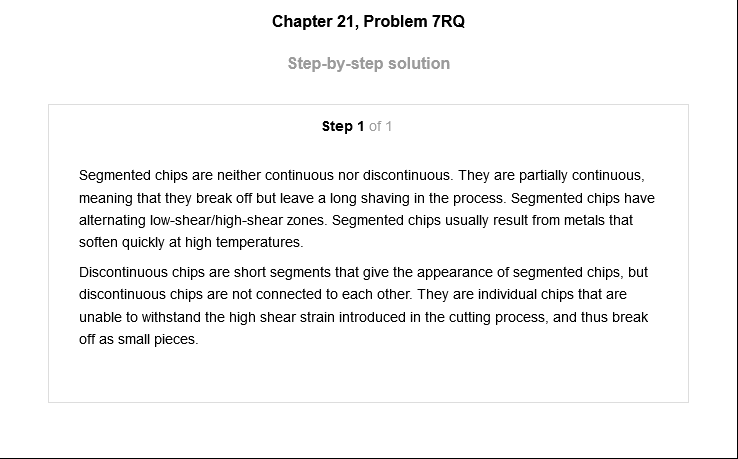 Chapter 21, Problem 7RQ
Step-by-step solution
Step 1 of 1
Segmented chips are neither continuous nor discontinuous. They are partially continuous,
meaning that they break off but leave a long shaving in the process. Segmented chips have
alternating low-shear/high-shear zones. Segmented chips usually result from metals that
soften quickly at high temperatures.
Discontinuous chips are short segments that give the appearance of segmented chips, but
discontinuous chips are not connected to each other. They are individual chips that are
unable to withstand the high shear strain introduced in the cutting process, and thus break
off as small pieces.